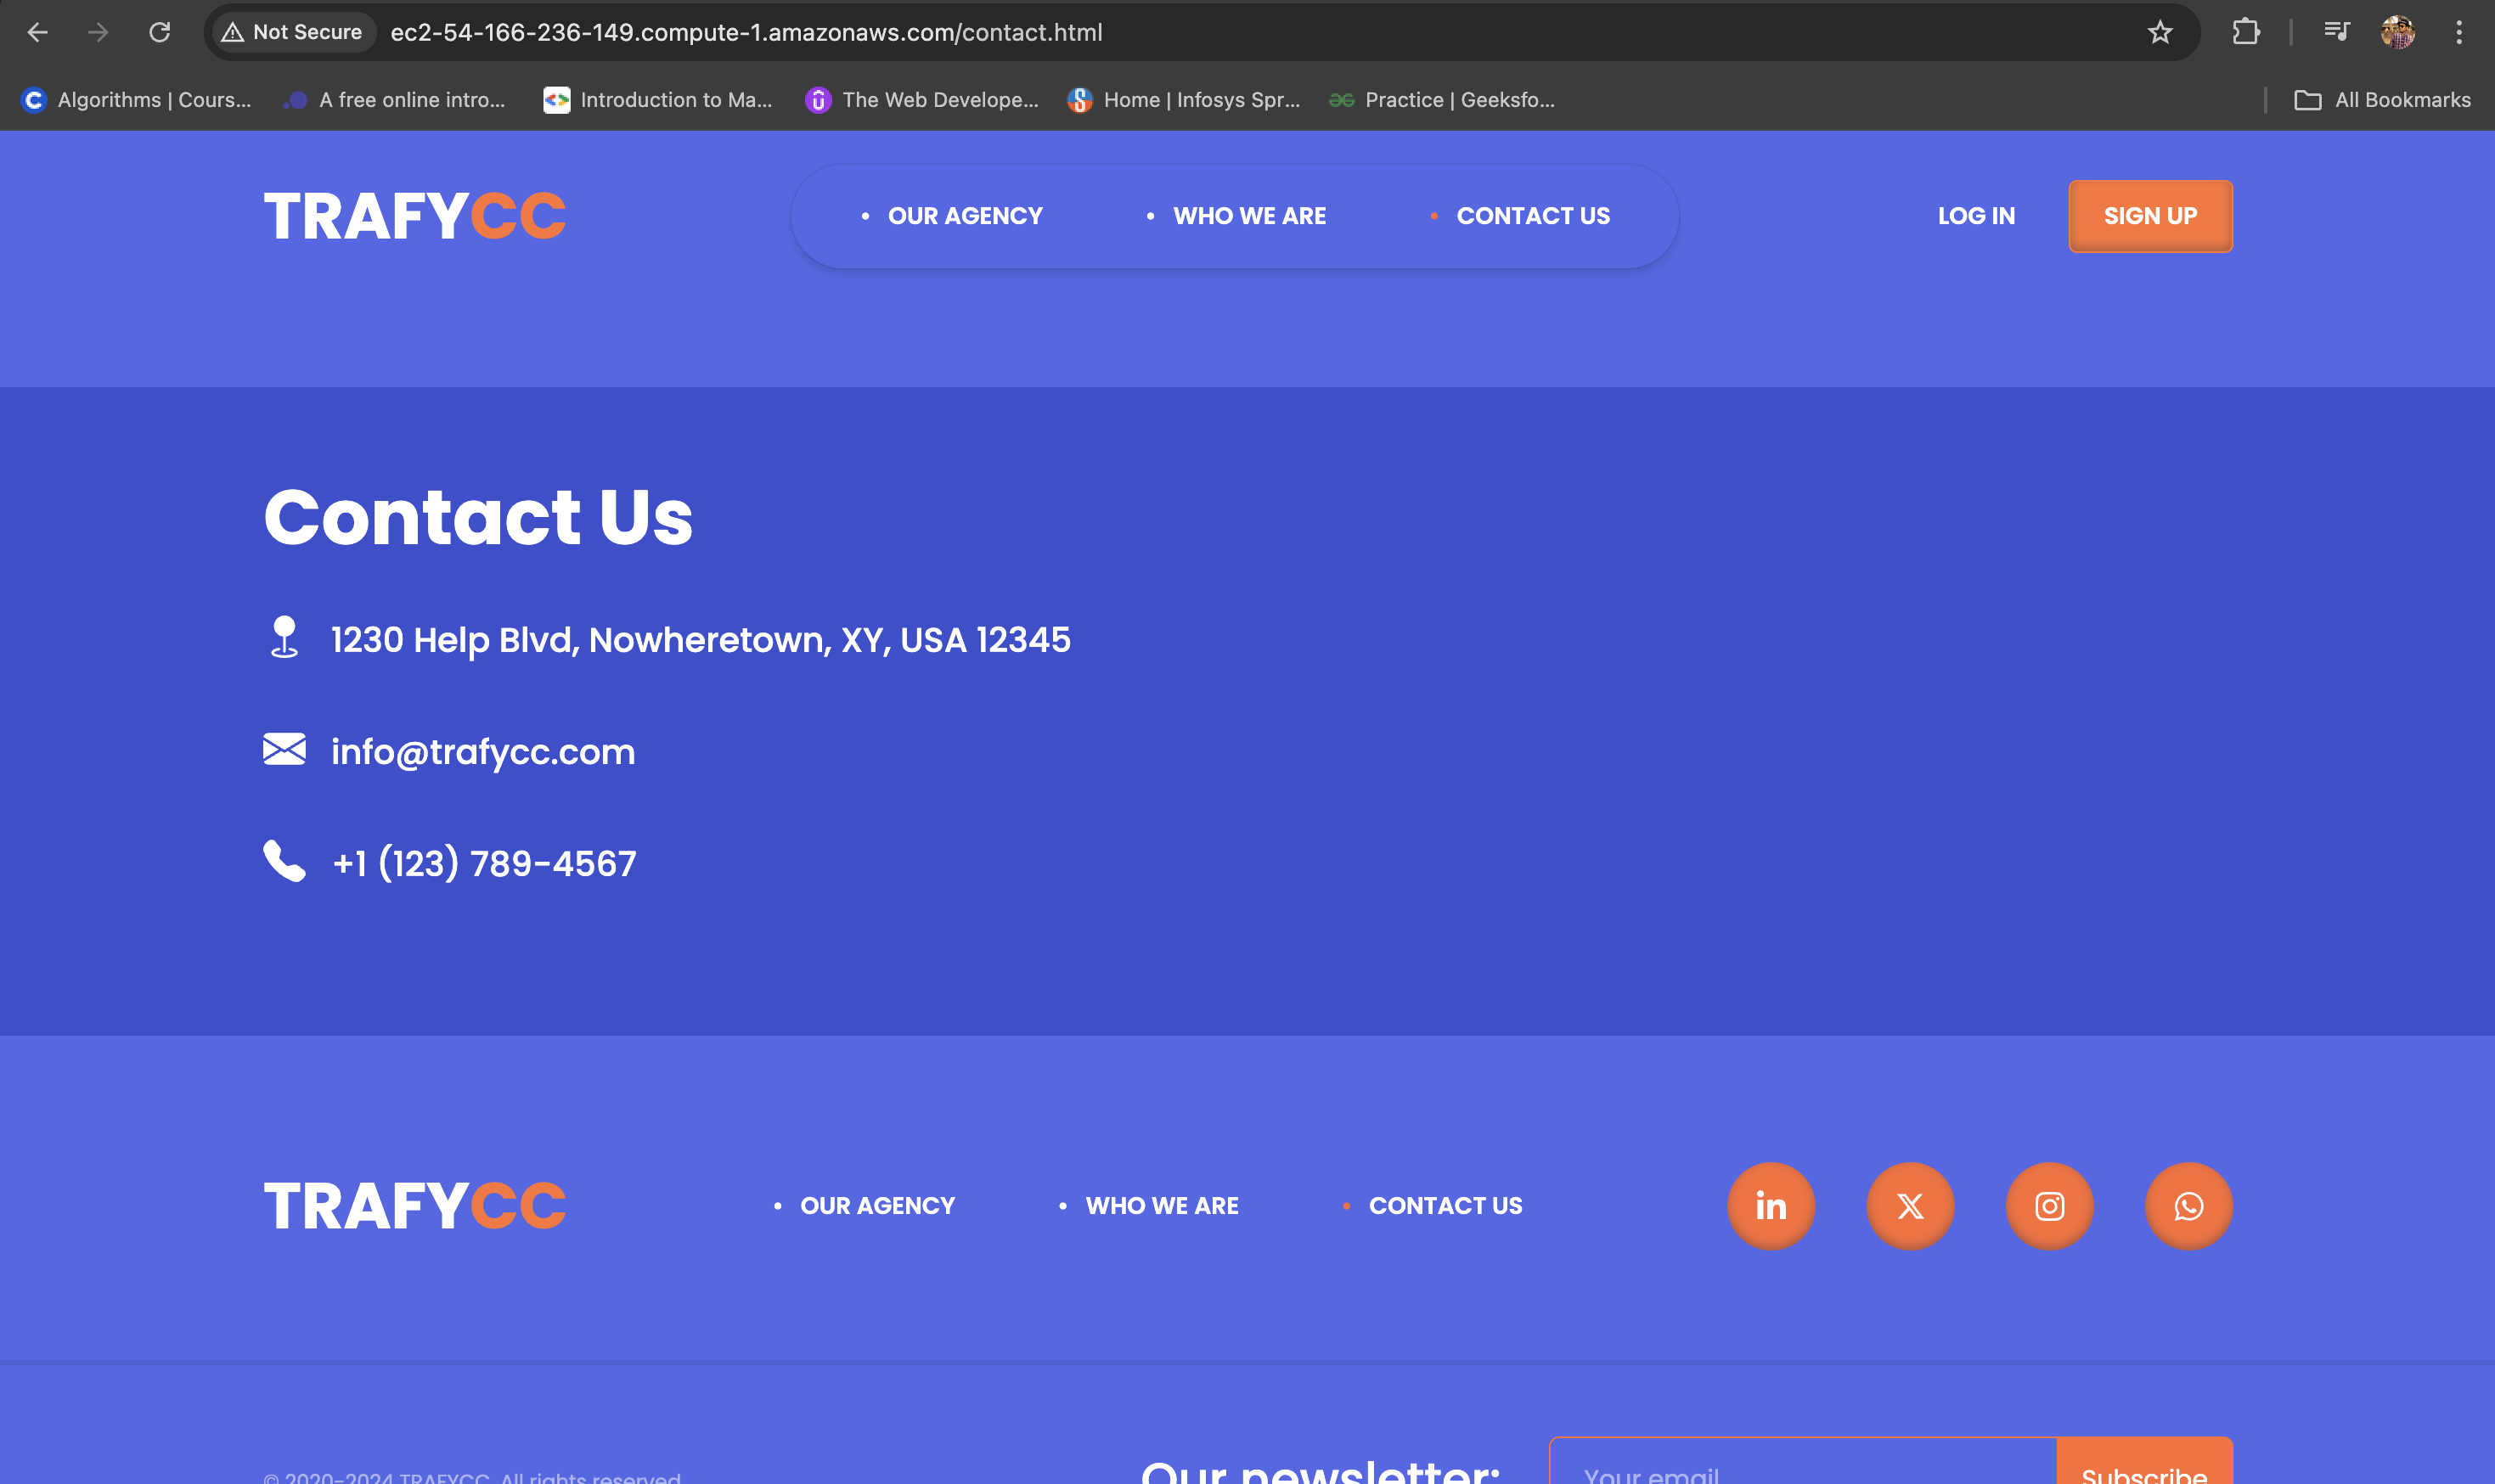 Not Secure ec2-54-166-236-149.compute-1.amazonaws.com/contact.html
Algorithms | Cours... A free online intro... Introduction to Ma... The Web Develope... Home | Infosys Spr... Practice | Geeksfo... All Bookmarks
TRAFYCC • OUR AGENCY • WHO WE ARE • CONTACT US LOG IN SIGN UP
Contact Us
1230 Help Blvd, Nowheretown, XY, USA 12345
info@trafycc.com
+1 (123) 789-4567
TRAFYCC • OUR AGENCY • WHO WE ARE • CONTACT US in X
© 2020-2024 TRAFYCC. All rights reserved. Our newsletter: Your email Subscribe